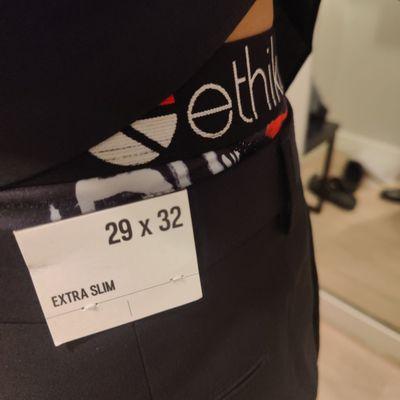 ethik
29 x 32
EXTRA SLIM